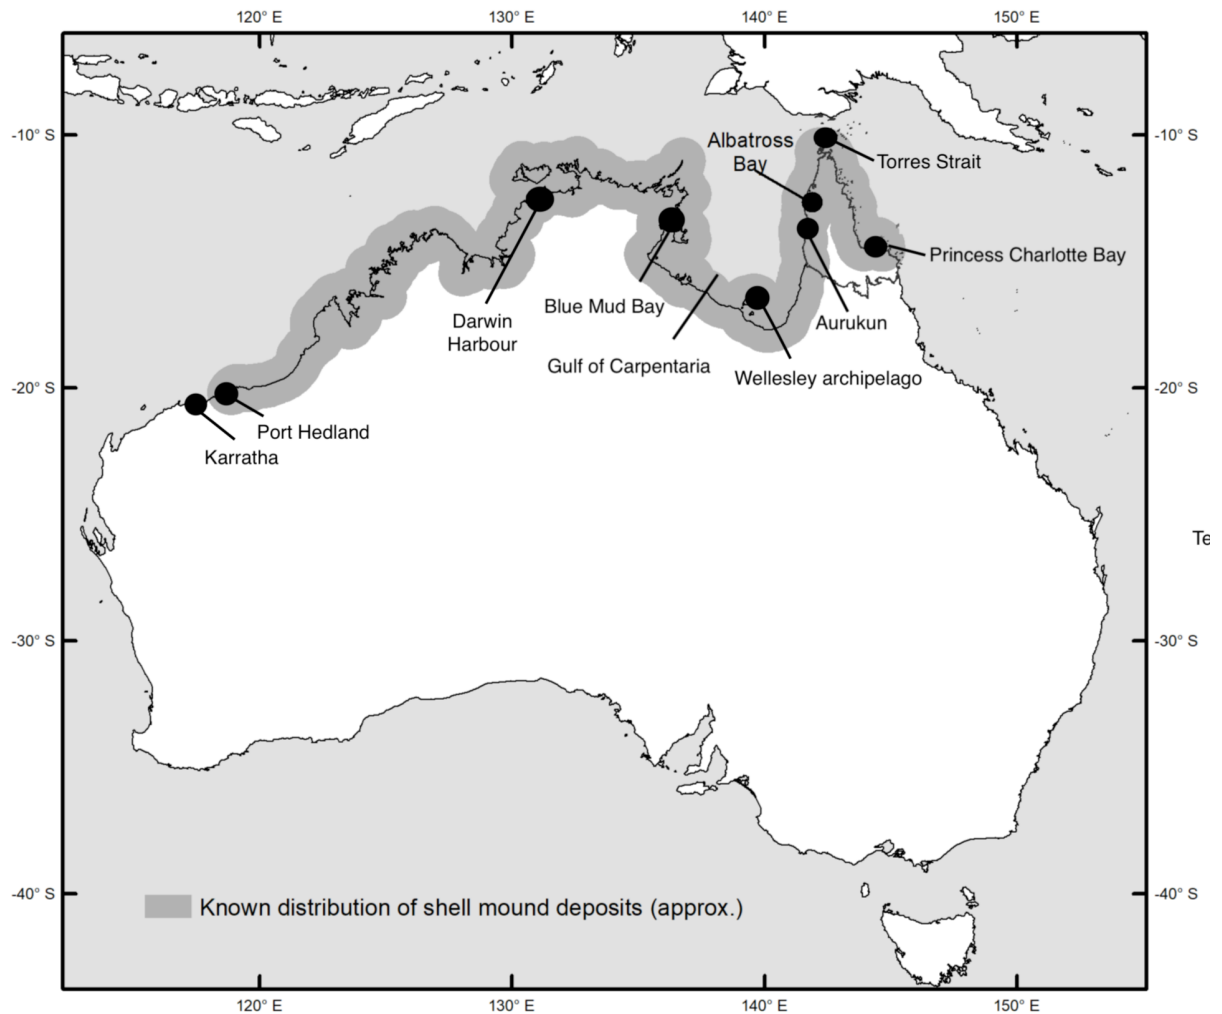 120° E
130° E
140° E
150° E
-10° S
-10° S
Albatross
Bay
Torres Strait
Princess Charlotte Bay
Blue Mud Bay
Darwin
Harbour
Aurukun
Gulf of Carpentaria
Wellesley archipelago
-20° S
-20° S
Port Hedland
Karratha
Te
-30° S
-30° S
-40° S
-40° S
Known distribution of shell mound deposits (approx.)
120° E
130° E
140° E
150° E